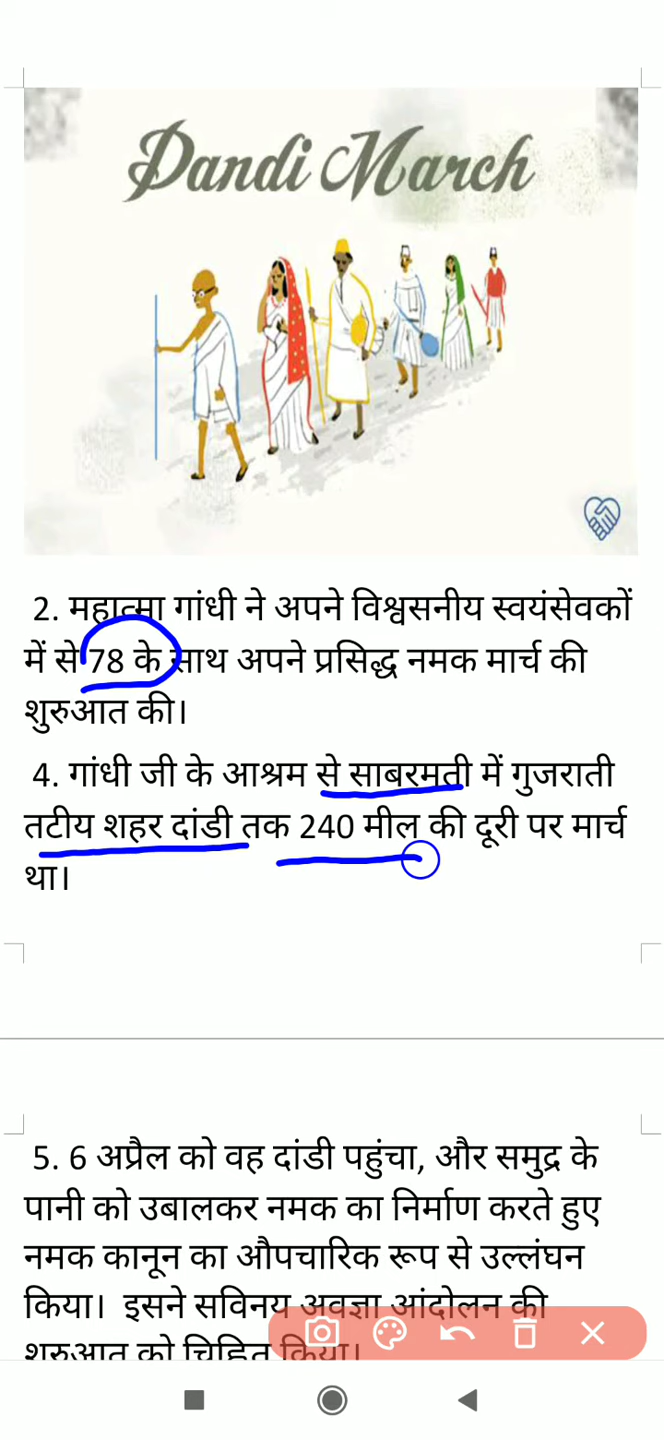 Dandi March
2. महात्मा गांधी ने अपने विश्वसनीय स्वयंसेवकों
में से 78 के साथ अपने प्रसिद्ध नमक मार्च की
शुरुआत की।
4. गांधी जी के आश्रम से साबरमती में गुजराती
तटीय शहर दांडी तक 240 मील की दूरी पर मार्च
था।
5. 6 अप्रैल को वह दांडी पहुंचा, और समुद्र के
पानी को उबालकर नमक का निर्माण करते हुए
नमक कानून का औपचारिक रूप से उल्लंघन
किया। इसने सविनय अवज्ञा आंदोलन की
शुरुआत को चिह्नित किया।